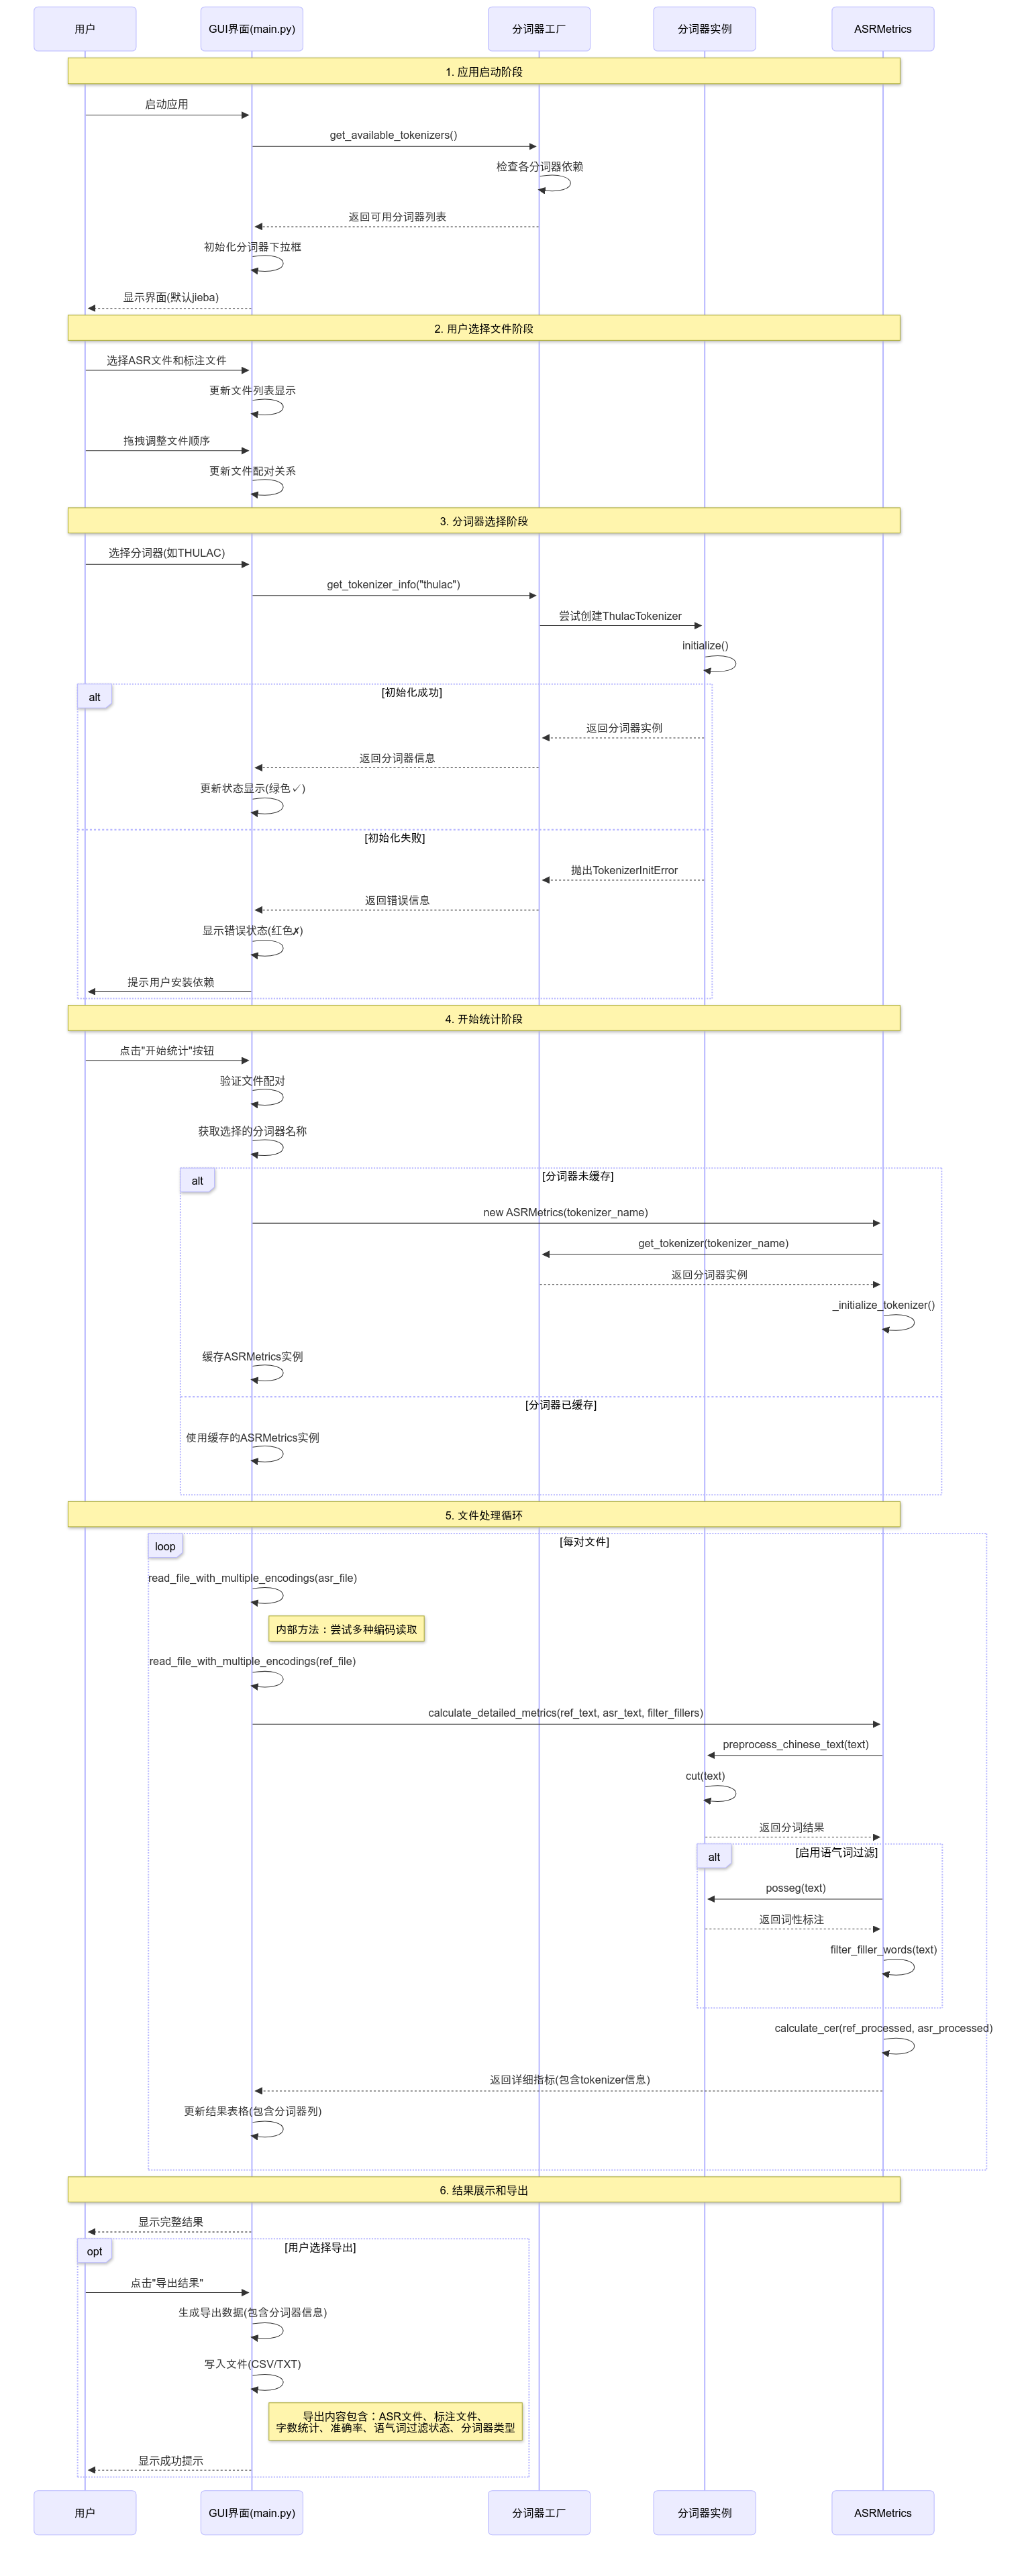 用户
GUI界面(main.py)
分词器工厂
分词器实例
ASRMetrics
1. 应用启动阶段
启动应用
get_available_tokenizers()
检查各分词器依赖
返回可用分词器列表
初始化分词器下拉框
显示界面(默认jieba)
2. 用户选择文件阶段
选择ASR文件和标注文件
更新文件列表显示
拖拽调整文件顺序
更新文件配对关系
3. 分词器选择阶段
选择分词器(如THULAC)
get_tokenizer_info("thulac")
尝试创建ThulacTokenizer
initialize()
alt
[初始化成功]
返回分词器实例
返回分词器信息
更新状态显示(绿色✓)
[初始化失败]
抛出TokenizerInitError
返回错误信息
显示错误状态(红色✗)
提示用户安装依赖
4. 开始统计阶段
点击"开始统计"按钮
验证文件配对
获取选择的分词器名称
alt
[分词器未缓存]
new ASRMetrics(tokenizer_name)
get_tokenizer(tokenizer_name)
返回分词器实例
_initialize_tokenizer()
缓存ASRMetrics实例
[分词器已缓存]
使用缓存的ASRMetrics实例
5. 文件处理循环
loop
[每对文件]
read_file_with_multiple_encodings(asr_file)
内部方法：尝试多种编码读取
read_file_with_multiple_encodings(ref_file)
calculate_detailed_metrics(ref_text, asr_text, filter_fillers)
preprocess_chinese_text(text)
cut(text)
返回分词结果
alt
[启用语气词过滤]
posseg(text)
返回词性标注
filter_filler_words(text)
calculate_cer(ref_processed, asr_processed)
返回详细指标(包含tokenizer信息)
更新结果表格(包含分词器列)
6. 结果展示和导出
显示完整结果
opt
[用户选择导出]
点击"导出结果"
生成导出数据(包含分词器信息)
写入文件(CSV/TXT)
导出内容包含：ASR文件、标注文件、
字数统计、准确率、语气词过滤状态、分词器类型
显示成功提示
用户
GUI界面(main.py)
分词器工厂
分词器实例
ASRMetrics